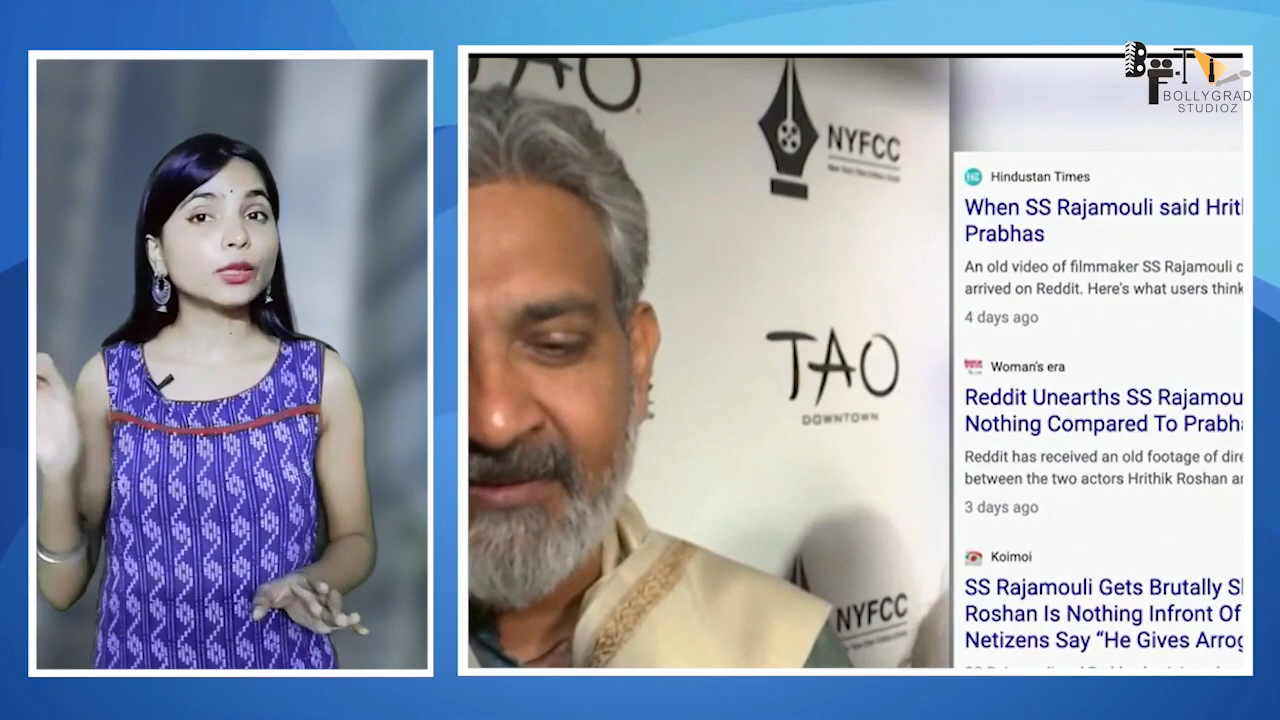 BFTi
BOLLYGRAD
STUDIOZ
TAO
NYFCC
TAO
DOWNTOWN
NYFCC
Hindustan Times
When SS Rajamouli said Hrit
Prabhas
An old video of filmmaker SS Rajamouli c
arrived on Reddit. Here's what users think
4 days ago
Woman's era
Reddit Unearths SS Rajamou
Nothing Compared To Prabha
Reddit has received an old footage of dire
between the two actors Hrithik Roshan ar
3 days ago
Koimoi
SS Rajamouli Gets Brutally Sl
Roshan Is Nothing Infront Of
Netizens Say “He Gives Arrog